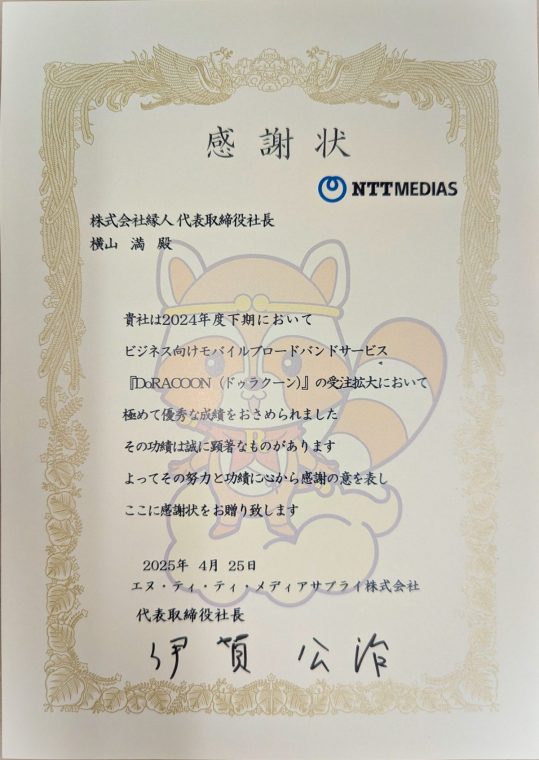 感謝状
NTT MEDIAS
株式会社縁人 代表取締役社長
横山 満 殿
貴社は2024年度下期において
ビジネス向けモバイルブロードバンドサービス
『DoRACOON（ドゥラクーン）』の受注拡大において
極めて優秀な成績をおさめられました
その功績は誠に顕著なものがあります
よってその努力と功績に心から感謝の意を表し
ここに感謝状をお贈り致します
2025年 4月 25日
エヌ・ティ・ティ・メディアサプライ株式会社
代表取締役社長
伊賀 公治